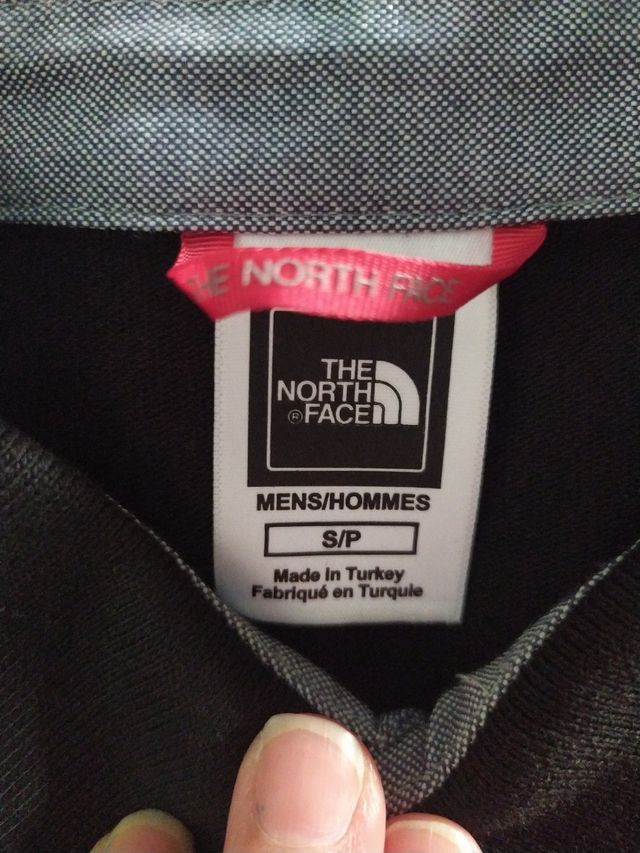 THE NORTH FACE
THE
NORTH
®FACE
MENS/HOMMES
S/P
Made in Turkey
Fabriqué en Turquie